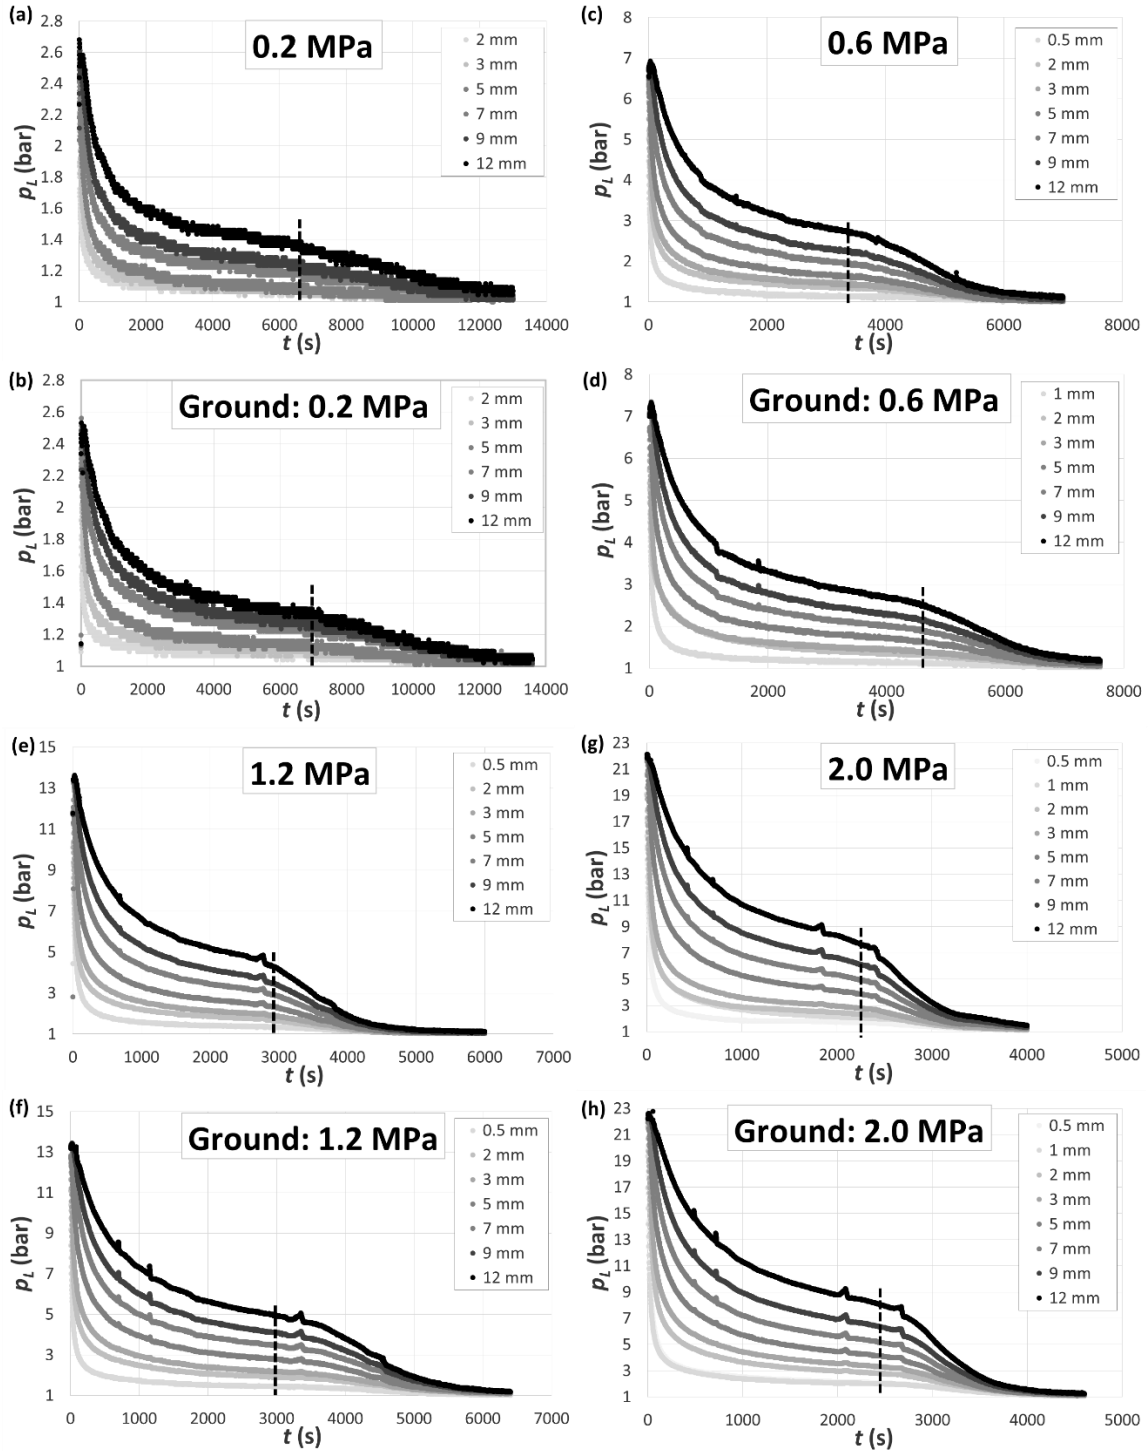 (a)
0.2 MPa
2 mm
3 mm
5 mm
7 mm
9 mm
12 mm
2.8
2.6
2.4
2.2
2
1.8
1.6
1.4
1.2
1
pL (bar)
0 2000 4000 6000 8000 10000 12000 14000
t (s)
(c)
0.6 MPa
0.5 mm
2 mm
3 mm
5 mm
7 mm
9 mm
12 mm
8
7
6
5
4
3
2
1
pL (bar)
0 2000 4000 6000 8000
t (s)
(b)
Ground: 0.2 MPa
2 mm
3 mm
5 mm
7 mm
9 mm
12 mm
2.8
2.6
2.4
2.2
2
1.8
1.6
1.4
1.2
1
pL (bar)
0 2000 4000 6000 8000 10000 12000 14000
t (s)
(d)
Ground: 0.6 MPa
1 mm
2 mm
3 mm
5 mm
7 mm
9 mm
12 mm
8
7
6
5
4
3
2
1
pL (bar)
0 2000 4000 6000 8000
t (s)
(e)
1.2 MPa
0.5 mm
2 mm
3 mm
5 mm
7 mm
9 mm
12 mm
15
13
11
9
7
5
3
1
pL (bar)
0 1000 2000 3000 4000 5000 6000 7000
t (s)
(g)
2.0 MPa
0.5 mm
1 mm
2 mm
3 mm
5 mm
7 mm
9 mm
12 mm
23
21
19
17
15
13
11
9
7
5
3
1
pL (bar)
0 1000 2000 3000 4000 5000
t (s)
(f)
Ground: 1.2 MPa
0.5 mm
2 mm
3 mm
5 mm
7 mm
9 mm
12 mm
15
13
11
9
7
5
3
1
pL (bar)
0 1000 2000 3000 4000 5000 6000 7000
t (s)
(h)
Ground: 2.0 MPa
0.5 mm
1 mm
2 mm
3 mm
5 mm
7 mm
9 mm
12 mm
23
21
19
17
15
13
11
9
7
5
3
1
pL (bar)
0 1000 2000 3000 4000 5000
t (s)